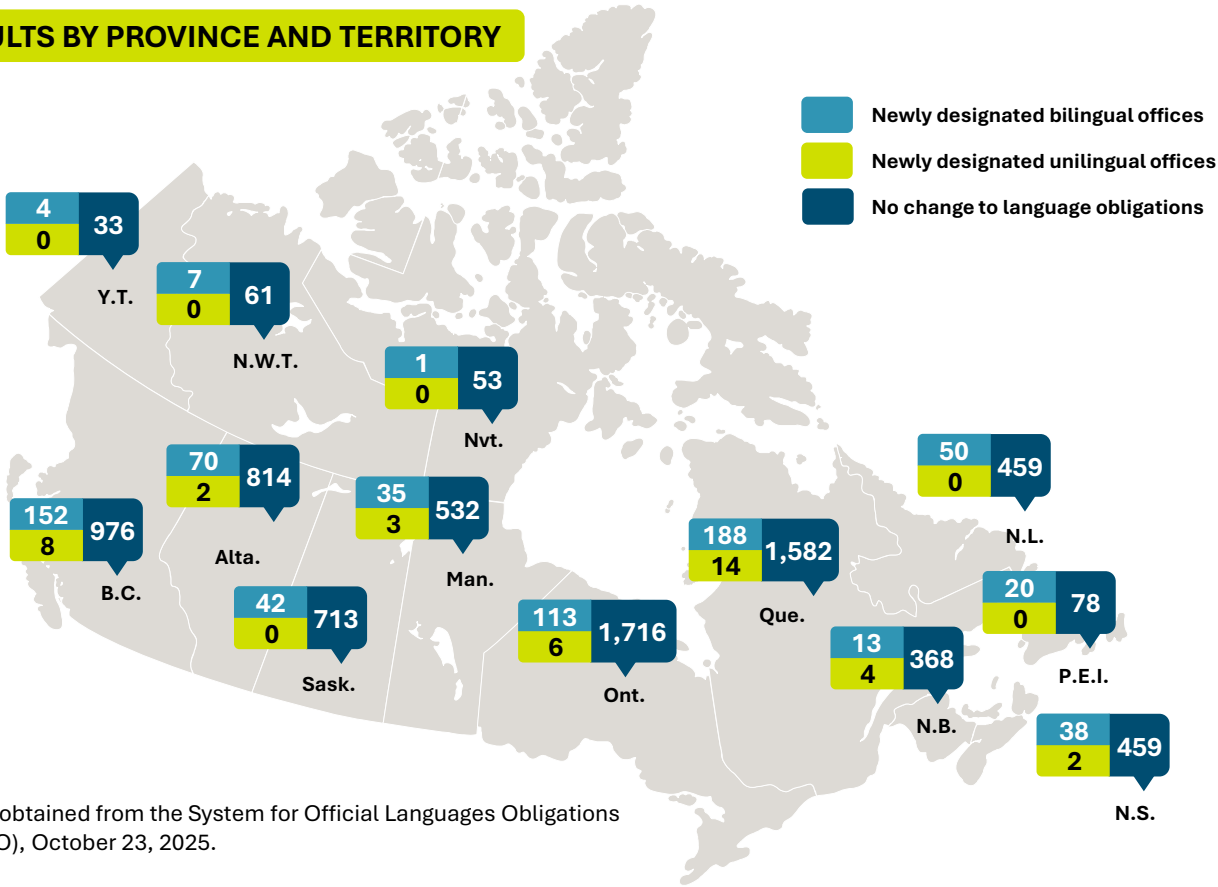 ULTS BY PROVINCE AND TERRITORY
Newly designated bilingual offices
Newly designated unilingual offices
No change to language obligations
4
0
33
Y.T.
7
0
61
N.W.T.
1
0
53
Nvt.
70
2
814
Alta.
152
8
976
B.C.
35
3
532
Man.
42
0
713
Sask.
113
6
1,716
Ont.
188
14
1,582
Que.
50
0
459
N.L.
20
0
78
P.E.I.
13
4
368
N.B.
38
2
459
N.S.
obtained from the System for Official Languages Obligations
O), October 23, 2025.